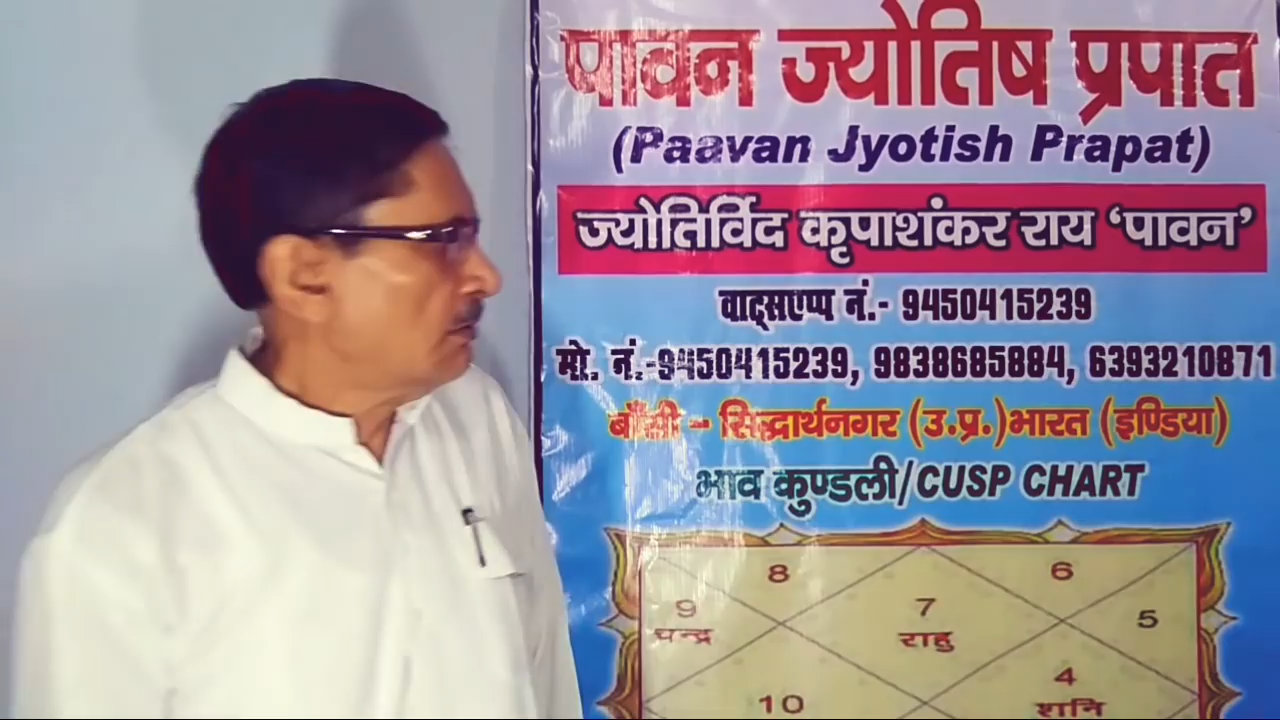 पावन ज्योतिष प्रपात
(Paavan Jyotish Prapat)
ज्योतिर्विद कृपाशंकर राय ‘पावन’
वाट्सएप्प नं.- 9450415239
मो. नं.-9450415239, 9838685884, 6393210871
बाँसी - सिद्धार्थनगर (उ.प्र.)भारत (इण्डिया)
भाव कुण्डली/CUSP CHART
8 6
9 7 5
चन्द्र राहु
10 4
शनि